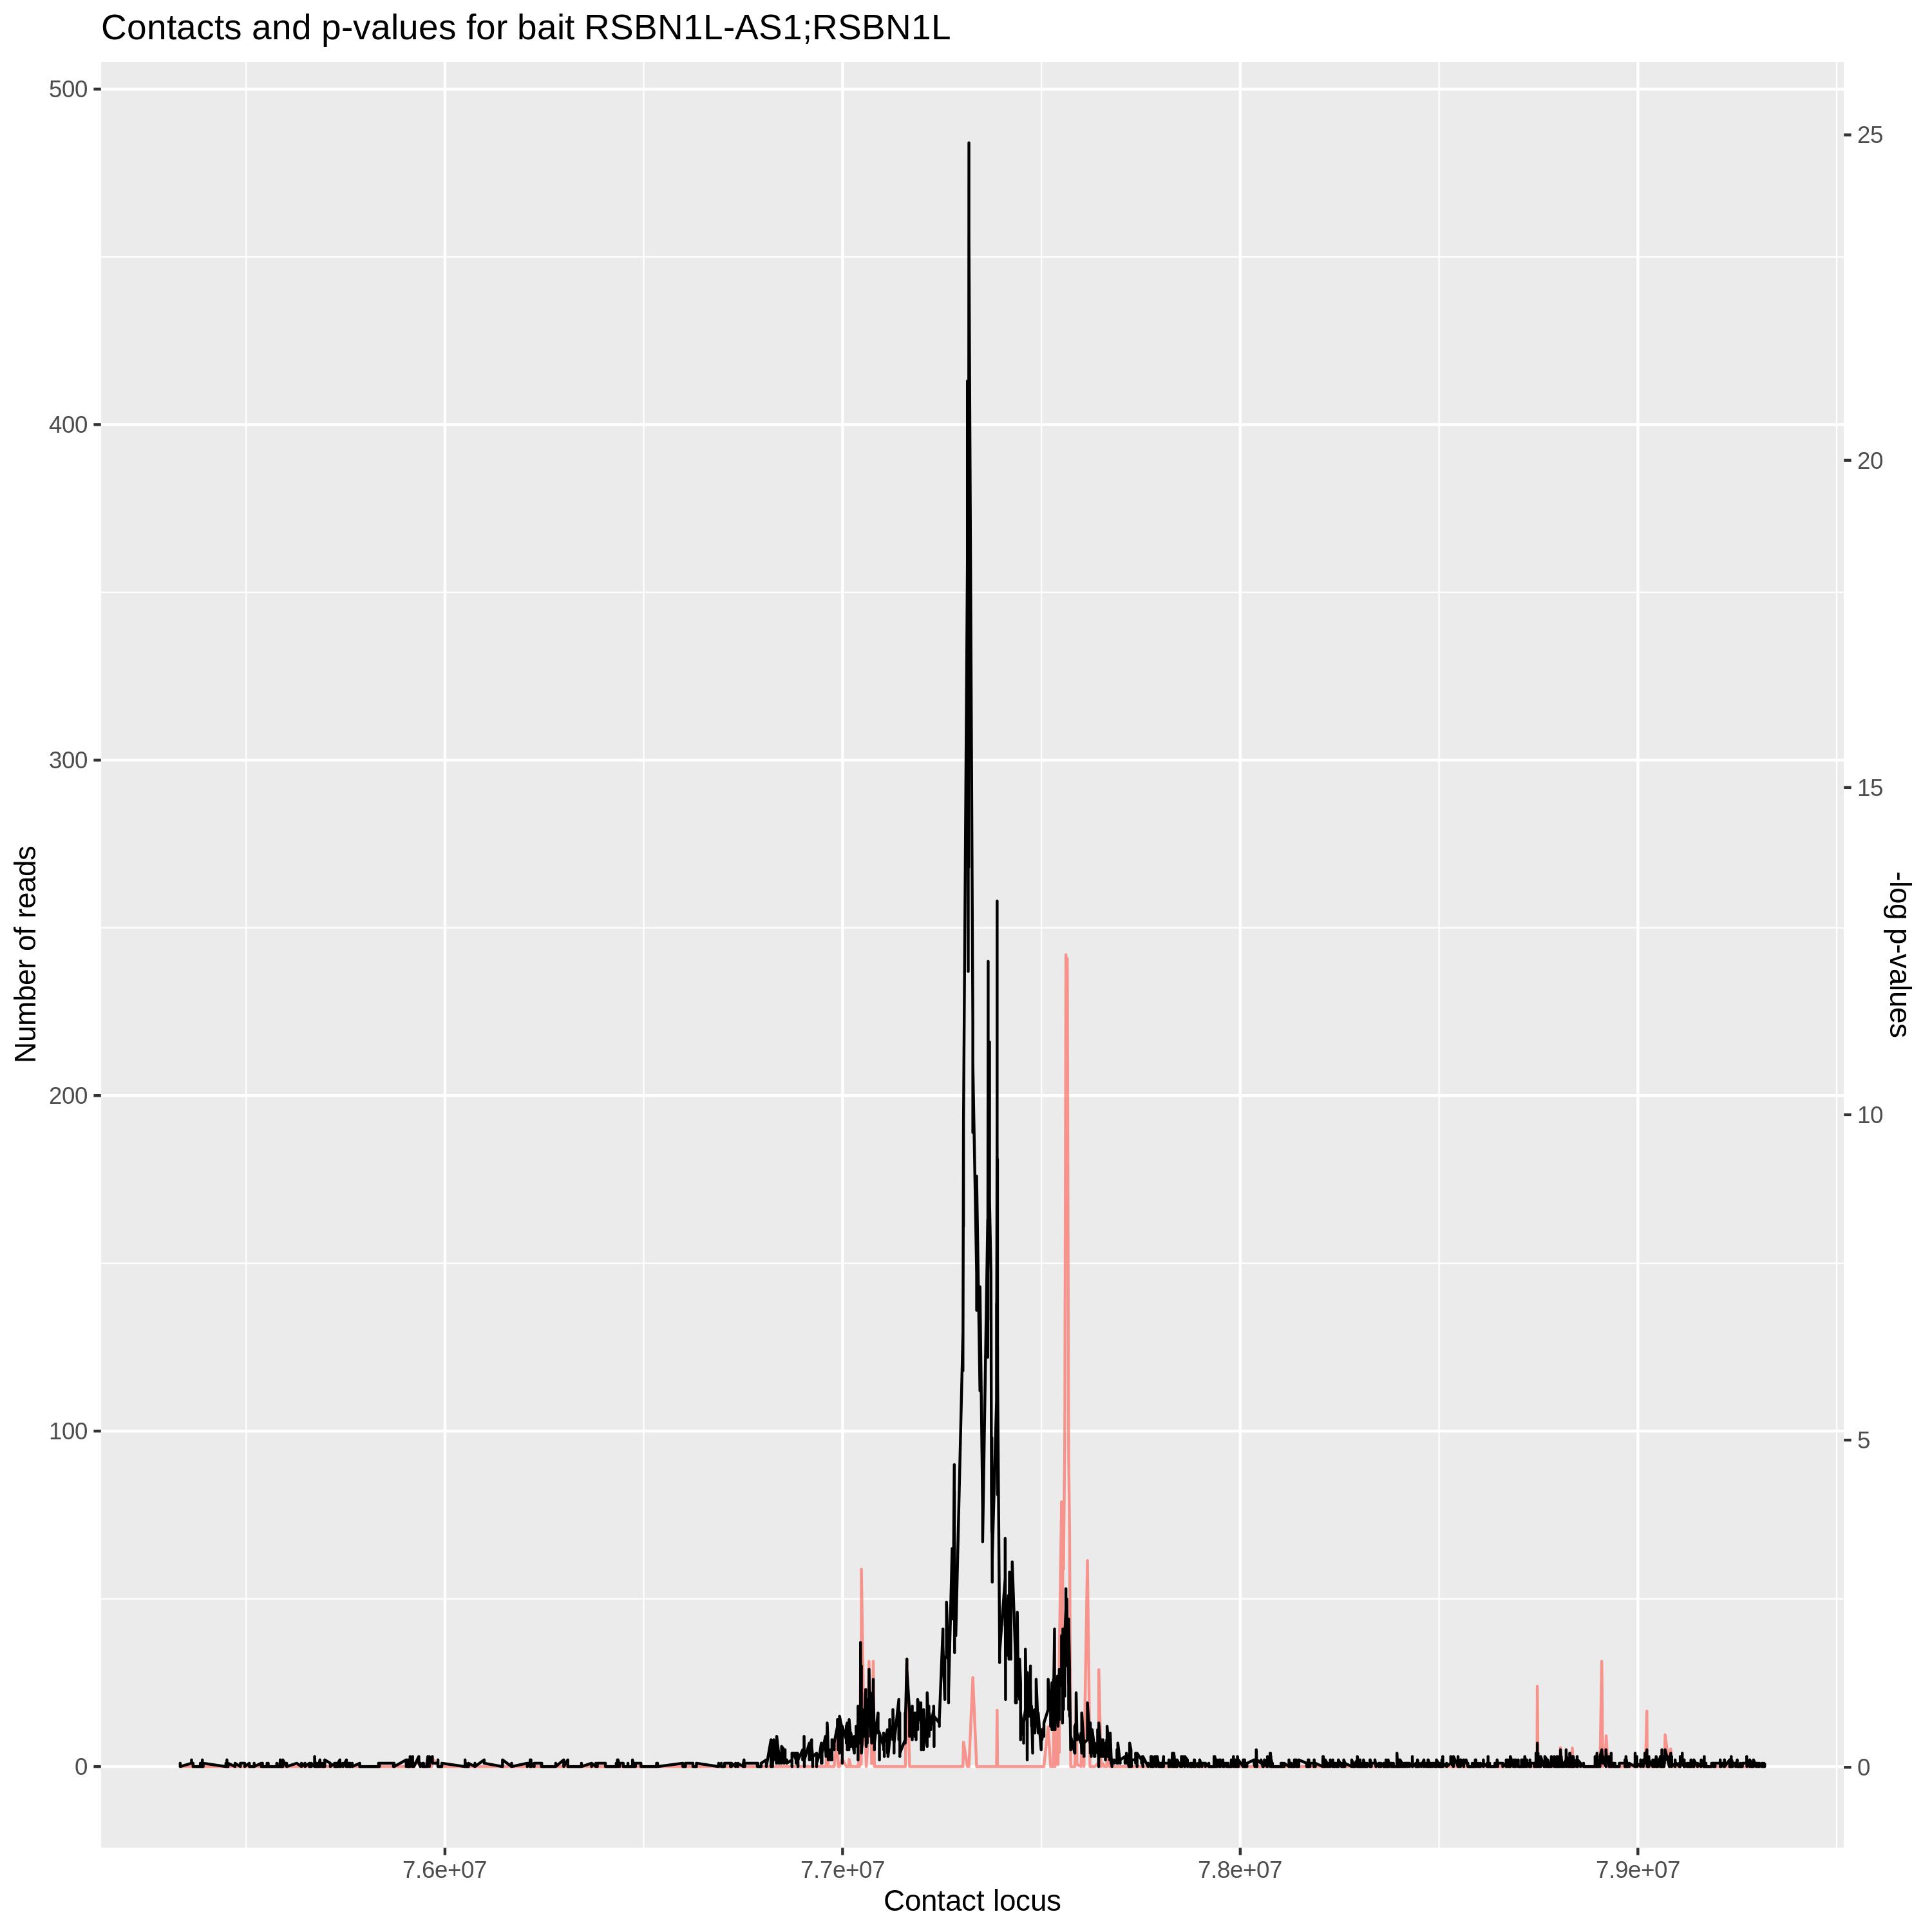 Contacts and p-values for bait RSBN1L-AS1;RSBN1L
500
400
300
200
100
0
Number of reads
25
20
15
10
5
0
-log p-values
7.6e+07
7.7e+07
7.8e+07
7.9e+07
Contact locus